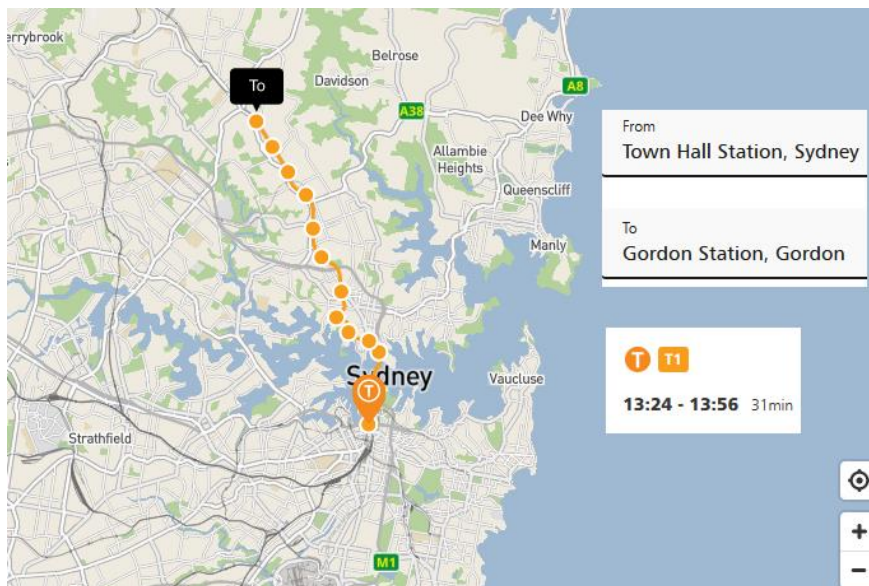 errybrook
Belrose
To
Davidson
A8
A38
Dee Why
Allambie
Heights
Queenscliff
Manly
Sydney
T
Vaucluse
Strathfield
M1
From
Town Hall Station, Sydney
To
Gordon Station, Gordon
T T1
13:24 - 13:56 31min
+
−